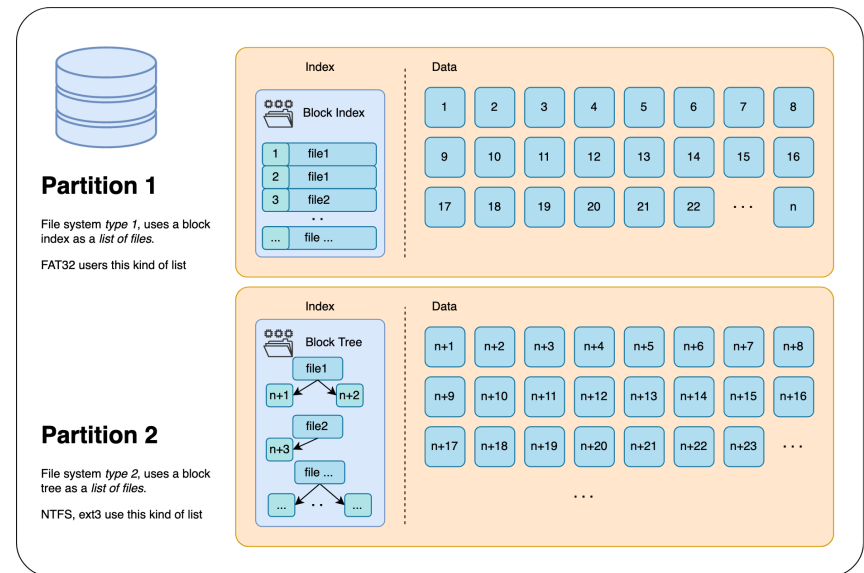 Partition 1
File system type 1, uses a block
index as a list of files.
FAT32 users this kind of list
Index
Block Index
1 file1
2 file1
3 file2
. .
... file ...
Data
1 2 3 4 5 6 7 8
9 10 11 12 13 14 15 16
17 18 19 20 21 22 . . . n
Partition 2
File system type 2, uses a block
tree as a list of files.
NTFS, ext3 use this kind of list
Index
Block Tree
file1
n+1 n+2
file2
n+3
file ...
... . . ...
Data
n+1 n+2 n+3 n+4 n+5 n+6 n+7 n+8
n+9 n+10 n+11 n+12 n+13 n+14 n+15 n+16
n+17 n+18 n+19 n+20 n+21 n+22 n+23 . . .
. . .